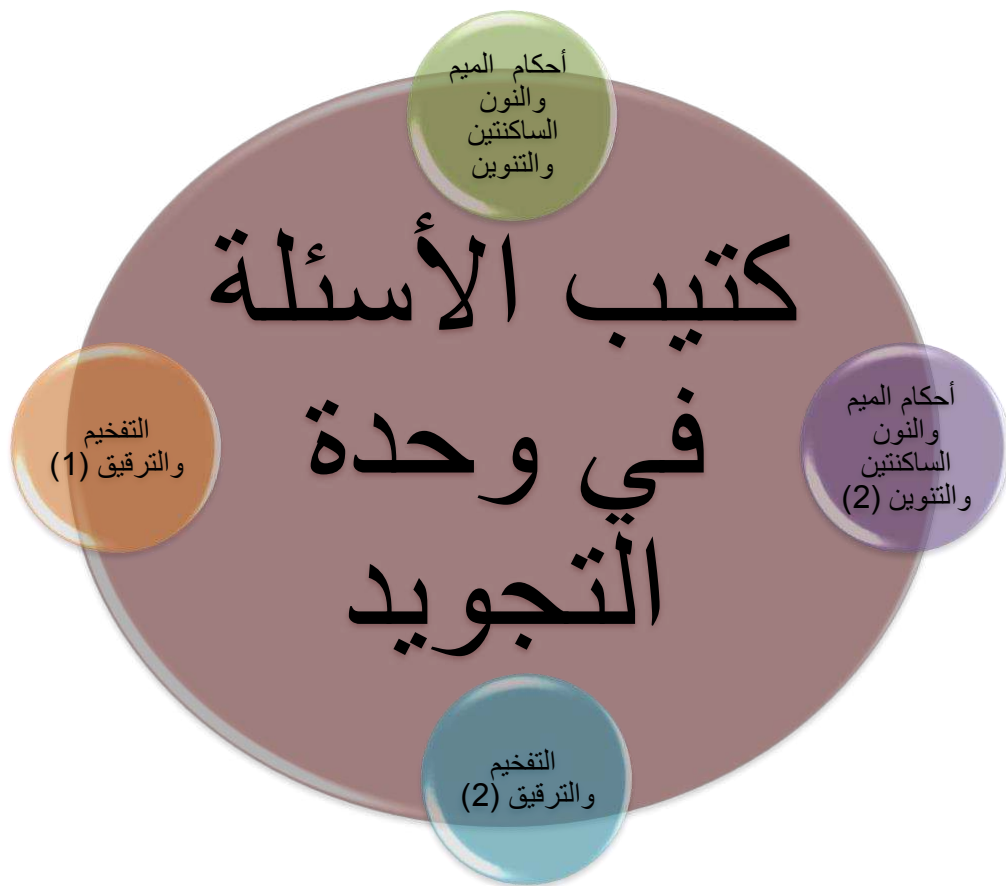 أحكام الميم
والنون
الساكنتين
والتنوين
كتيب الأسئلة
في وحدة
التجويد
أحكام الميم
والنون
الساكنتين
والتنوين (2)
التفخيم
والترقيق (1)
التفخيم
والترقيق (2)